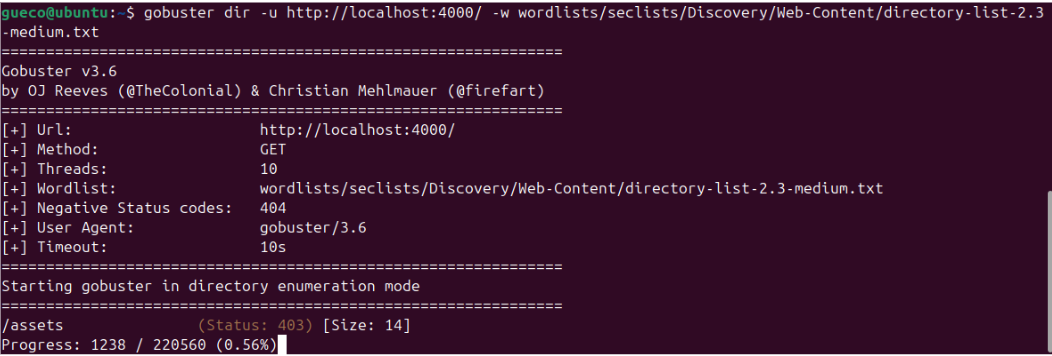 gueco@ubuntu:~$ gobuster dir -u http://localhost:4000/ -w wordlists/seclists/Discovery/Web-Content/directory-list-2.3
-medium.txt
===============================================================
Gobuster v3.6
by OJ Reeves (@TheColonial) & Christian Mehlmauer (@firefart)
===============================================================
[+] Url:                     http://localhost:4000/
[+] Method:                  GET
[+] Threads:                 10
[+] Wordlist:                wordlists/seclists/Discovery/Web-Content/directory-list-2.3-medium.txt
[+] Negative Status codes:   404
[+] User Agent:              gobuster/3.6
[+] Timeout:                 10s
===============================================================
Starting gobuster in directory enumeration mode
===============================================================
/assets               (Status: 403) [Size: 14]
Progress: 1238 / 220560 (0.56%)